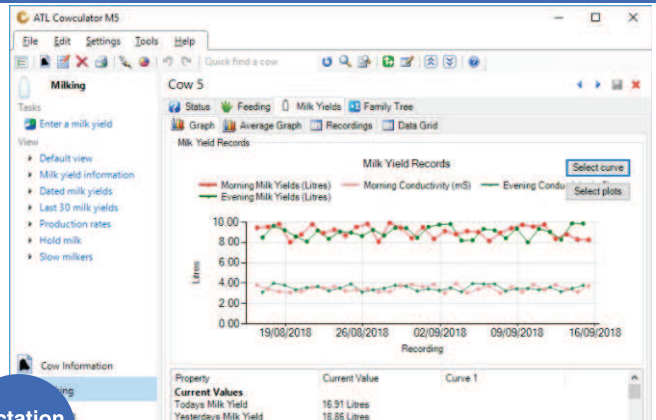 ATL Cowculator M5
File Edit Settings Tools Help
Quick find a cow
Milking
Cow 5
Tasks
Enter a milk yield
View
Default view
Milk yield information
Dated milk yields
Last 30 milk yields
Production rates
Hold milk
Slow milkers
Cow Information
Status Feeding Milk Yields Family Tree
Graph Average Graph Recordings Data Grid
Milk Yield Records
Milk Yield Records
Select curve
Select plots
Morning Milk Yields (Litres) Morning Conductivity (mS) Evening
Evening Milk Yields (Litres)
10.00
8.00
6.00
4.00
2.00
0.00
Litres
19/08/2018 26/08/2018 02/09/2018 09/09/2018 16/09/2018
Recording
Property Current Value Curve 1
Current Values
Todays Milk Yield 16.91 Litres
Yesterdays Milk Yield 18.86 Litres